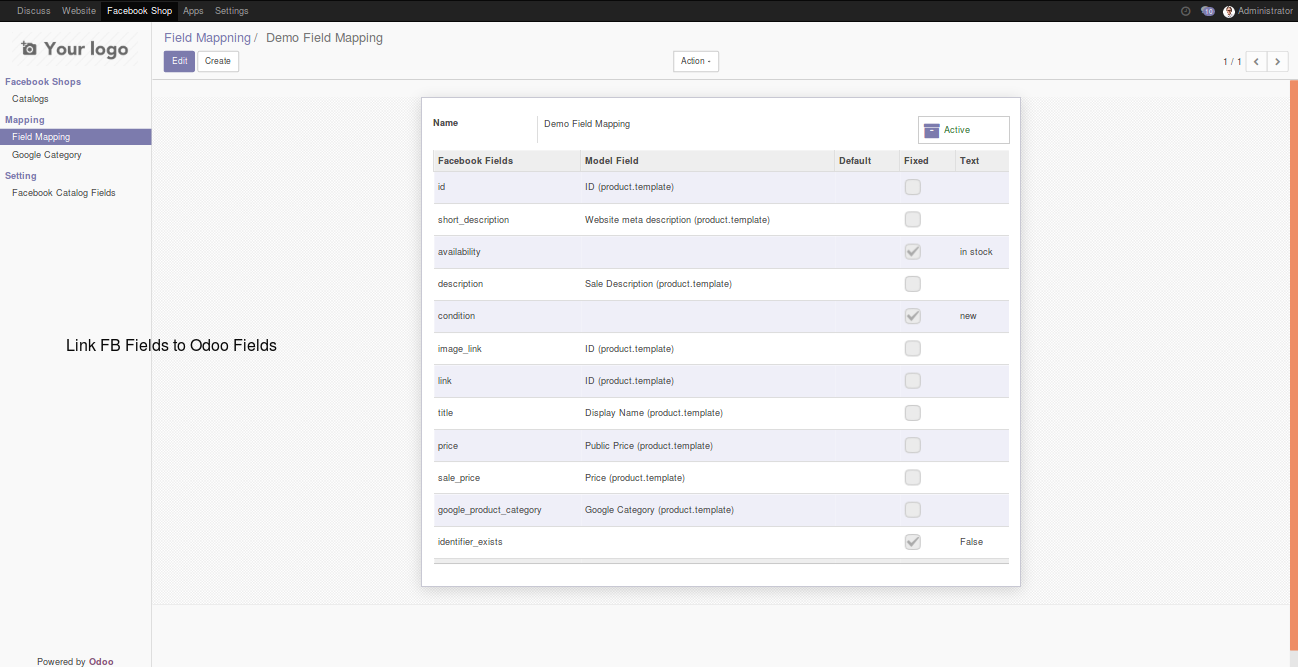 Discuss Website Facebook Shop Apps Settings 10 Administrator
Your logo
Field Mappning / Demo Field Mapping
Edit Create Action 1 / 1
Facebook Shops
Catalogs
Mapping
Field Mapping
Google Category
Setting
Facebook Catalog Fields
Link FB Fields to Odoo Fields
Powered by Odoo
Name Demo Field Mapping Active
Facebook Fields Model Field Default Fixed Text
id ID (product.template)
short_description Website meta description (product.template)
availability in stock
description Sale Description (product.template)
condition new
image_link ID (product.template)
link ID (product.template)
title Display Name (product.template)
price Public Price (product.template)
sale_price Price (product.template)
google_product_category Google Category (product.template)
identifier_exists False